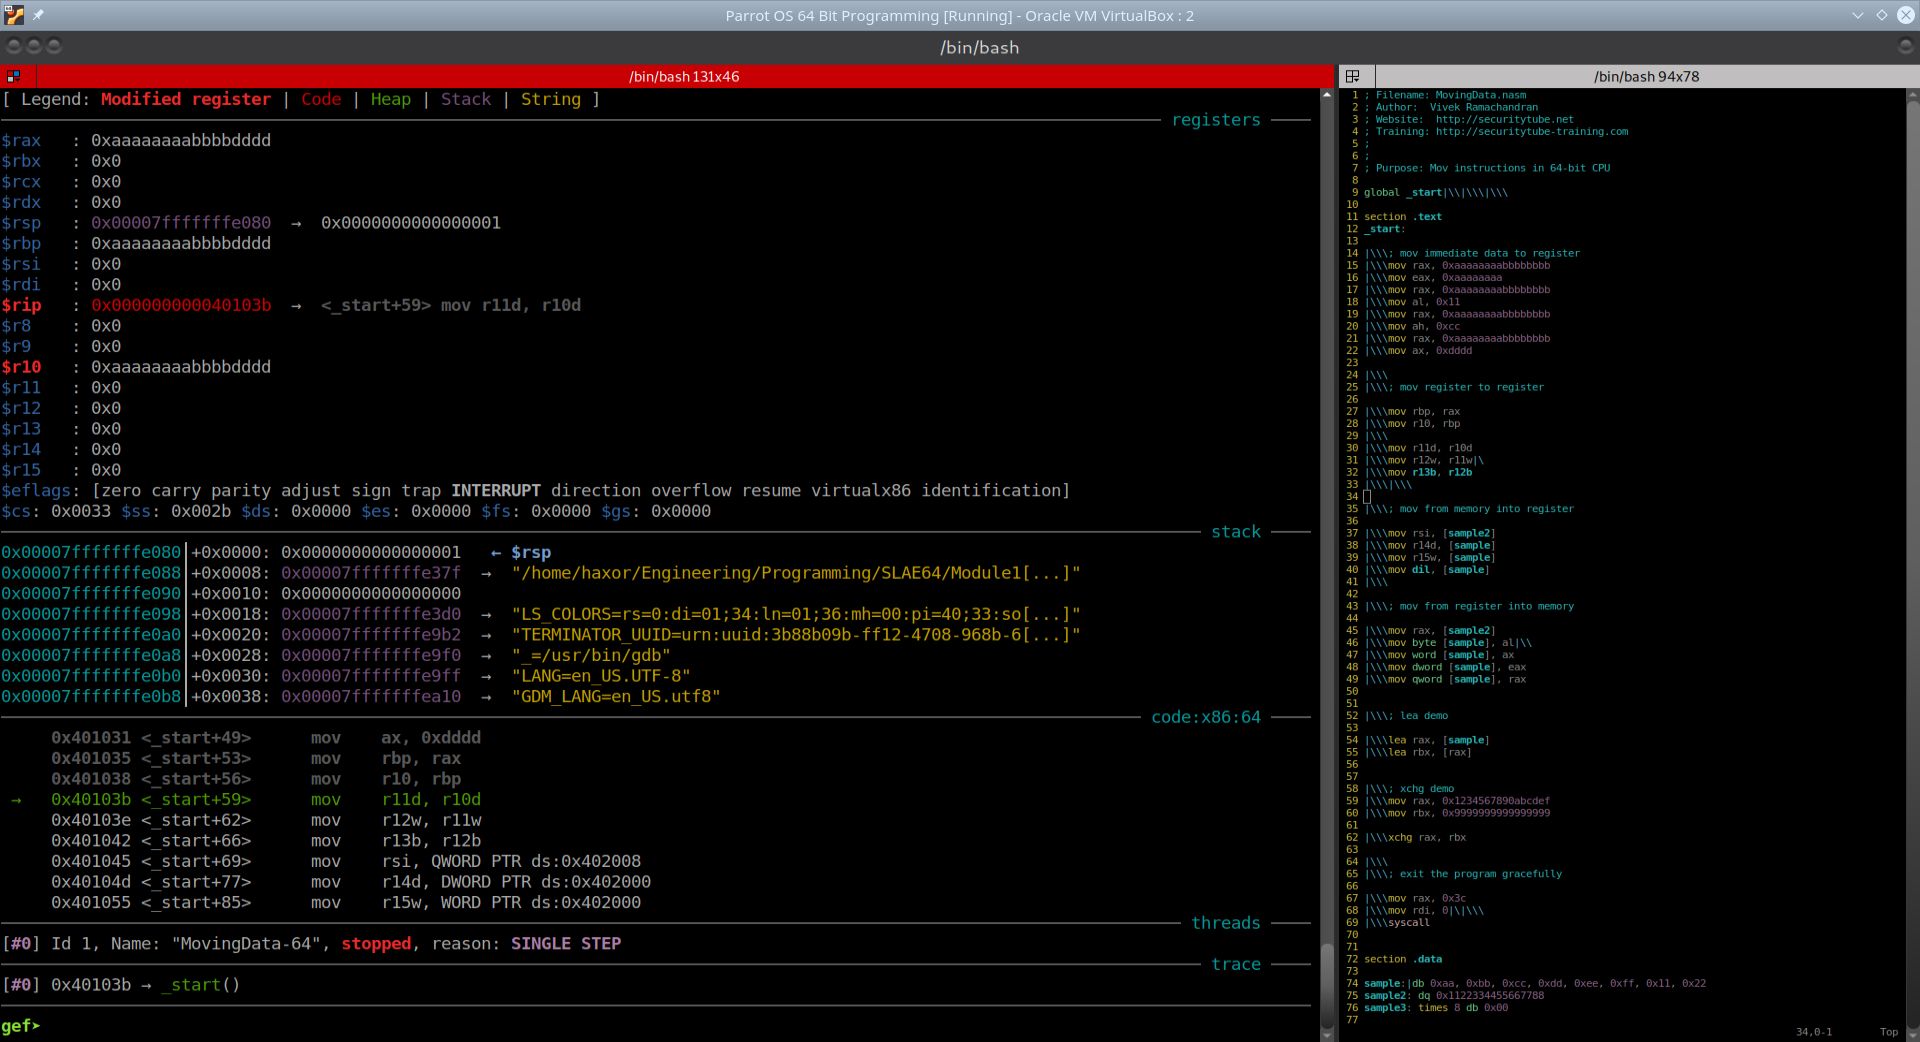 Parrot OS 64 Bit Programming [Running] - Oracle VM VirtualBox : 2
/bin/bash
/bin/bash 131x46
[ Legend: Modified register | Code | Heap | Stack | String ]
registers
$rax   : 0xaaaaaaaabbbbdddd
$rbx   : 0x0
$rcx   : 0x0
$rdx   : 0x0
$rsp   : 0x00007fffffffe080  →  0x0000000000000001
$rbp   : 0xaaaaaaaabbbbdddd
$rsi   : 0x0
$rdi   : 0x0
$rip   : 0x000000000040103b  →  <_start+59> mov r11d, r10d
$r8    : 0x0
$r9    : 0x0
$r10   : 0xaaaaaaaabbbbdddd
$r11   : 0x0
$r12   : 0x0
$r13   : 0x0
$r14   : 0x0
$r15   : 0x0
$eflags: [zero carry parity adjust sign trap INTERRUPT direction overflow resume virtualx86 identification]
$cs: 0x0033 $ss: 0x002b $ds: 0x0000 $es: 0x0000 $fs: 0x0000 $gs: 0x0000
stack
0x00007fffffffe080│+0x0000: 0x0000000000000001   ← $rsp
0x00007fffffffe088│+0x0008: 0x00007fffffffe37f  →  "/home/haxor/Engineering/Programming/SLAE64/Module1[...]"
0x00007fffffffe090│+0x0010: 0x0000000000000000
0x00007fffffffe098│+0x0018: 0x00007fffffffe3d0  →  "LS_COLORS=rs=0:di=01;34:ln=01;36:mh=00:pi=40;33:so[...]"
0x00007fffffffe0a0│+0x0020: 0x00007fffffffe9b2  →  "TERMINATOR_UUID=urn:uuid:3b88b09b-ff12-4708-968b-6[...]"
0x00007fffffffe0a8│+0x0028: 0x00007fffffffe9f0  →  "_=/usr/bin/gdb"
0x00007fffffffe0b0│+0x0030: 0x00007fffffffe9ff  →  "LANG=en_US.UTF-8"
0x00007fffffffe0b8│+0x0038: 0x00007fffffffea10  →  "GDM_LANG=en_US.utf8"
code:x86:64
0x401031 <_start+49>      mov    ax, 0xdddd
0x401035 <_start+53>      mov    rbp, rax
0x401038 <_start+56>      mov    r10, rbp
→   0x40103b <_start+59>      mov    r11d, r10d
0x40103e <_start+62>      mov    r12w, r11w
0x401042 <_start+66>      mov    r13b, r12b
0x401045 <_start+69>      mov    rsi, QWORD PTR ds:0x402008
0x40104d <_start+77>      mov    r14d, DWORD PTR ds:0x402000
0x401055 <_start+85>      mov    r15w, WORD PTR ds:0x402000
threads
[#0] Id 1, Name: "MovingData-64", stopped, reason: SINGLE STEP
trace
[#0] 0x40103b → _start()
gef➤
/bin/bash 94x78
1 ; Filename: MovingData.nasm
2 ; Author:  Vivek Ramachandran
3 ; Website:  http://securitytube.net
4 ; Training: http://securitytube-training.com
5 ;
6 ;
7 ; Purpose: Mov instructions in 64-bit CPU
8
9 global _start|\\|\\\|\\\
10
11 section .text
12 _start:
13
14 |\\\; mov immediate data to register
15 |\\\mov rax, 0xaaaaaaaabbbbbbbb
16 |\\\mov eax, 0xaaaaaaaa
17 |\\\mov rax, 0xaaaaaaaabbbbbbbb
18 |\\\mov al, 0x11
19 |\\\mov rax, 0xaaaaaaaabbbbbbbb
20 |\\\mov ah, 0xcc
21 |\\\mov rax, 0xaaaaaaaabbbbbbbb
22 |\\\mov ax, 0xdddd
23
24 |\\\
25 |\\\; mov register to register
26
27 |\\\mov rbp, rax
28 |\\\mov r10, rbp
29 |\\\
30 |\\\mov r11d, r10d
31 |\\\mov r12w, r11w|\
32 |\\\mov r13b, r12b
33 |\\\|\\\
34
35 |\\\; mov from memory into register
36
37 |\\\mov rsi, [sample2]
38 |\\\mov r14d, [sample]
39 |\\\mov r15w, [sample]
40 |\\\mov dil, [sample]
41 |\\\
42
43 |\\\; mov from register into memory
44
45 |\\\mov rax, [sample2]
46 |\\\mov byte [sample], al|\\
47 |\\\mov word [sample], ax
48 |\\\mov dword [sample], eax
49 |\\\mov qword [sample], rax
50
51
52 |\\\; lea demo
53
54 |\\\lea rax, [sample]
55 |\\\lea rbx, [rax]
56
57
58 |\\\; xchg demo
59 |\\\mov rax, 0x1234567890abcdef
60 |\\\mov rbx, 0x9999999999999999
61
62 |\\\xchg rax, rbx
63
64 |\\\
65 |\\\; exit the program gracefully
66
67 |\\\mov rax, 0x3c
68 |\\\mov rdi, 0|\|\\\
69 |\\\syscall
70
71
72 section .data
73
74 sample:|db 0xaa, 0xbb, 0xcc, 0xdd, 0xee, 0xff, 0x11, 0x22
75 sample2: dq 0x1122334455667788
76 sample3: times 8 db 0x00
77
34,0-1        Top